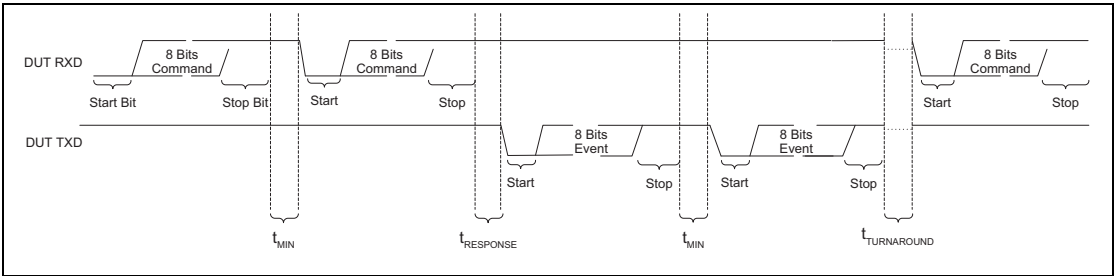 DUT RXD
8 Bits
Command
8 Bits
Command
8 Bits
Command
Start Bit
Stop Bit
Start
Stop
Start
Stop
DUT TXD
8 Bits
Event
8 Bits
Event
Start
Stop
Start
Stop
tMIN
tRESPONSE
tMIN
tTURNAROUND